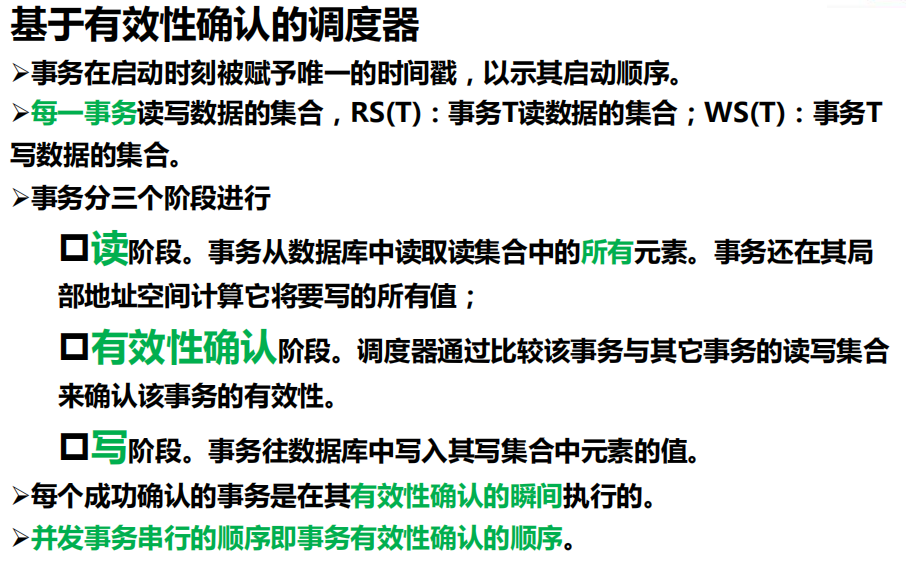 基于有效性确认的调度器
➢事务在启动时刻被赋予唯一的时间戳，以示其启动顺序。
➢每一事务读写数据的集合，RS(T)：事务T读数据的集合；WS(T)：事务T
写数据的集合。
➢事务分三个阶段进行
□读阶段。事务从数据库中读取读集合中的所有元素。事务还在其局
部地址空间计算它将要写的所有值；
□有效性确认阶段。调度器通过比较该事务与其它事务的读写集合
来确认该事务的有效性。
□写阶段。事务往数据库中写入其写集合中元素的值。
➢每个成功确认的事务是在其有效性确认的瞬间执行的。
➢并发事务串行的顺序即事务有效性确认的顺序。